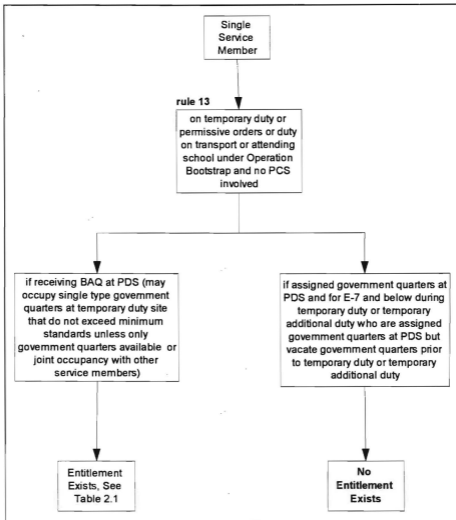 Single
Service
Member
rule 13
on temporary duty or
permissive orders or duty
on transport or attending
school under Operation
Bootstrap and no PCS
involved
if receiving BAQ at PDS (may
occupy single type government
quarters at temporary duty site
that do not exceed minimum
standards unless only
government quarters available or
joint occupancy with other
service members)
if assigned government quarters at
PDS and for E-7 and below during
temporary duty or temporary
additional duty who are assigned
government quarters at PDS but
vacate government quarters prior
to temporary duty or temporary
additional duty
Entitlement
Exists, See
Table 2.1
No
Entitlement
Exists